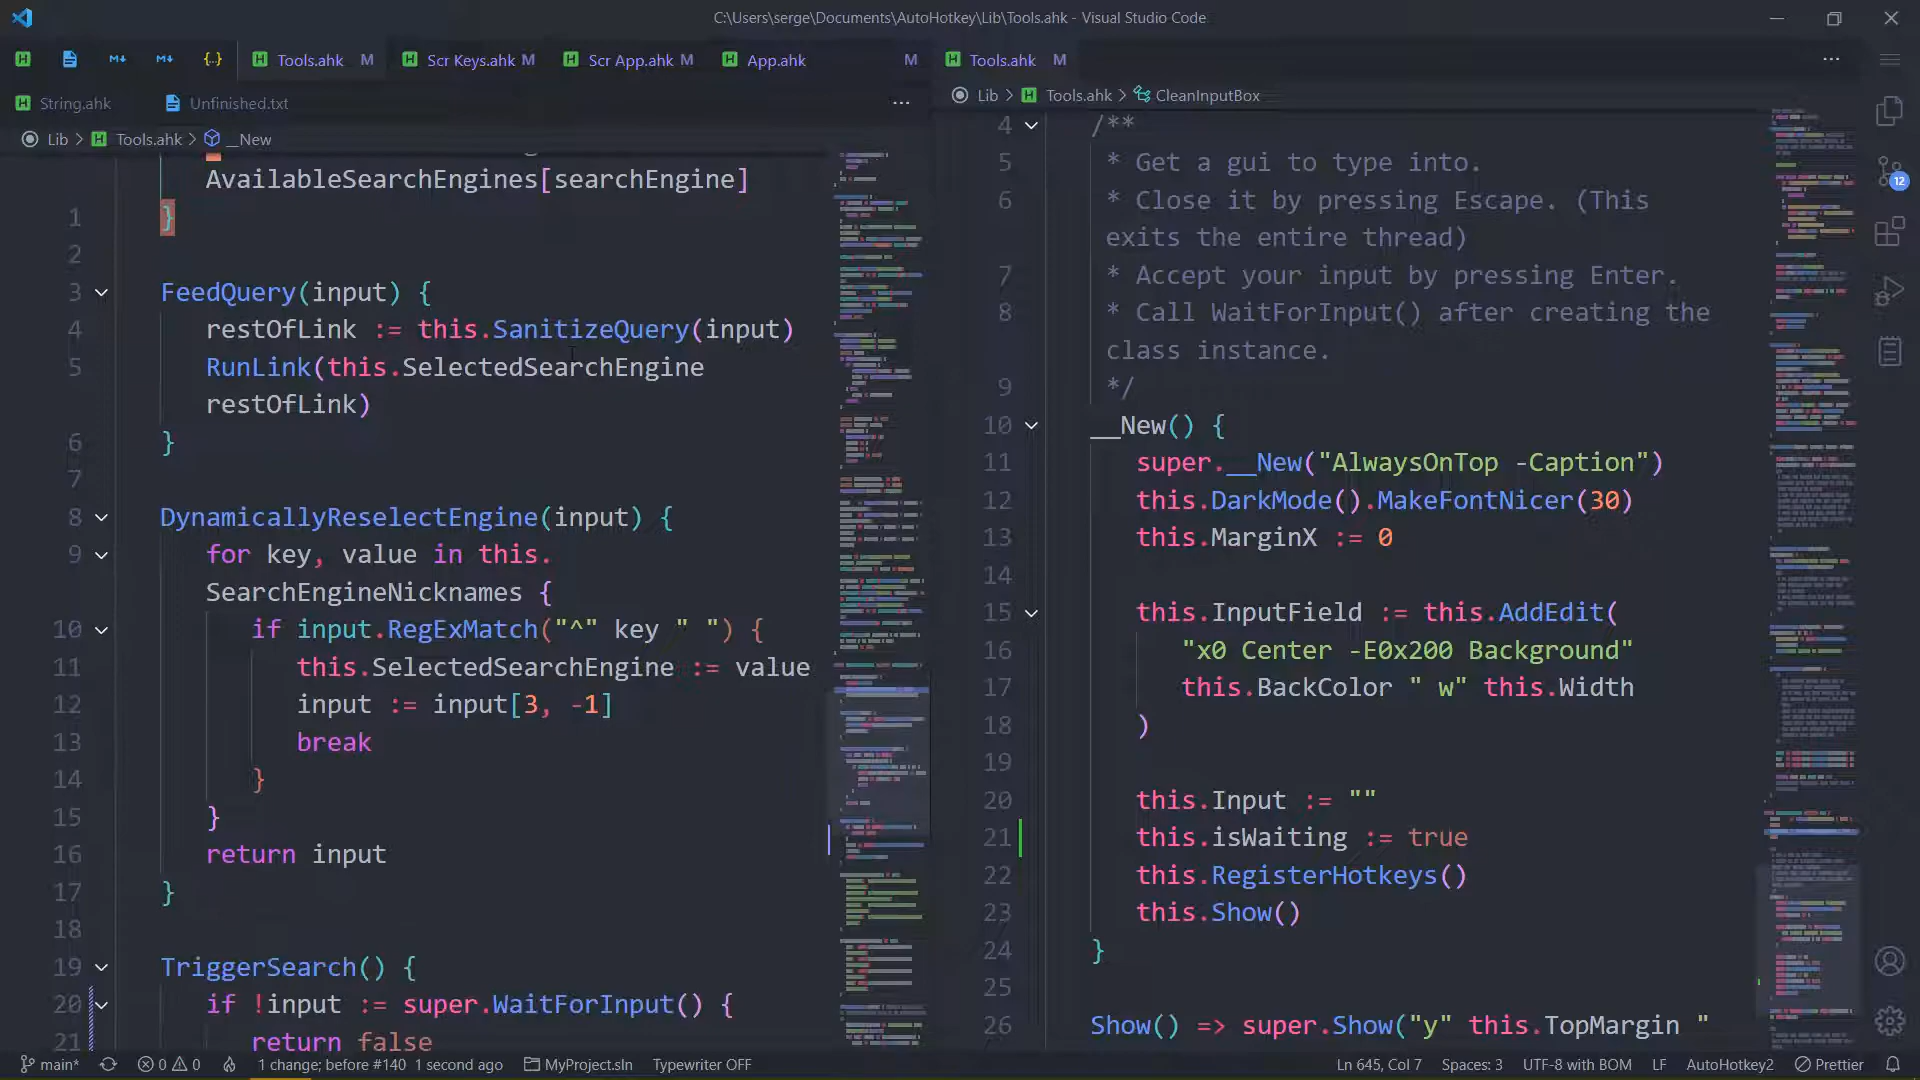 C:\Users\serge\Documents\AutoHotkey\Lib\Tools.ahk - Visual Studio Code
Tools.ahk M
Scr Keys.ahk M
Scr App.ahk M
App.ahk M
Tools.ahk M
String.ahk
Unfinished.txt
Lib > Tools.ahk > __New
Lib > Tools.ahk > CleanInputBox
AvailableSearchEngines[searchEngine]
1 }
2
3 FeedQuery(input) {
4 restOfLink := this.SanitizeQuery(input)
5 RunLink(this.SelectedSearchEngine
restOfLink)
6 }
7
8 DynamicallyReselectEngine(input) {
9 for key, value in this.
SearchEngineNicknames {
10 if input.RegExMatch("^" key " ") {
11 this.SelectedSearchEngine := value
12 input := input[3, -1]
13 break
14 }
15 }
16 return input
17 }
18
19 TriggerSearch() {
20 if !input := super.WaitForInput() {
21 return false
4 /**
5 * Get a gui to type into.
6 * Close it by pressing Escape. (This
exits the entire thread)
7 * Accept your input by pressing Enter.
8 * Call WaitForInput() after creating the
class instance.
9 */
10 __New() {
11 super.__New("AlwaysOnTop -Caption")
12 this.DarkMode().MakeFontNicer(30)
13 this.MarginX := 0
14
15 this.InputField := this.AddEdit(
16 "x0 Center -E0x200 Background"
17 this.BackColor " w" this.Width
18 )
19
20 this.Input := ""
21 this.isWaiting := true
22 this.RegisterHotkeys()
23 this.Show()
24 }
25
26 Show() => super.Show("y" this.TopMargin "
12
main* 0 0 1 change; before #140 1 second ago MyProject.sln Typewriter OFF
Ln 645, Col 7 Spaces: 3 UTF-8 with BOM LF AutoHotkey2 Prettier